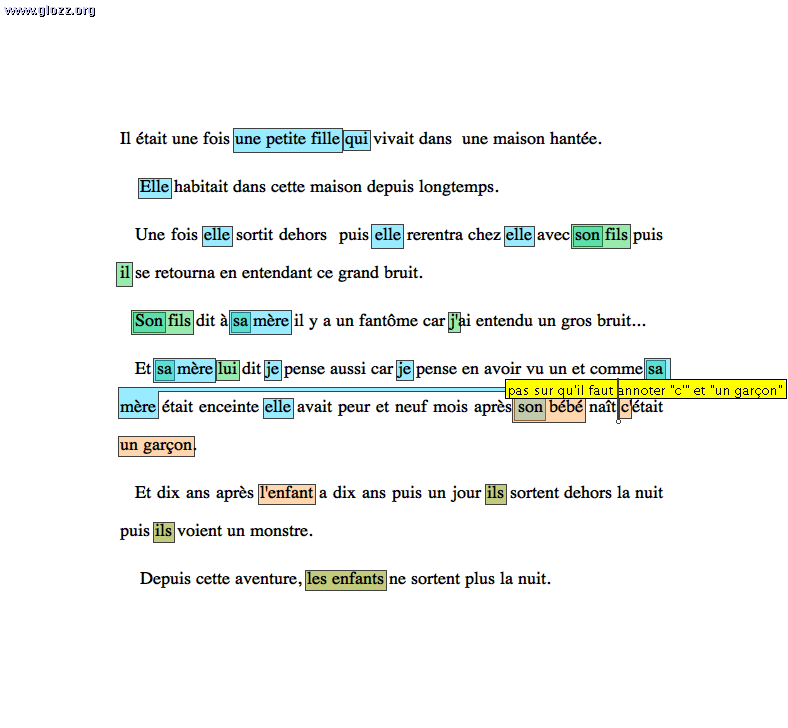 www.glozz.org
Il était une fois une petite fille qui vivait dans une maison hantée.
Elle habitait dans cette maison depuis longtemps.
Une fois elle sortit dehors puis elle rerentra chez elle avec son fils puis
il se retourna en entendant ce grand bruit.
Son fils dit à sa mère il y a un fantôme car j'ai entendu un gros bruit...
Et sa mère lui dit je pense aussi car je pense en avoir vu un et comme sa
pas sur qu'il faut annoter "c'" et "un garçon"
mère était enceinte elle avait peur et neuf mois après son bébé naît c'était
un garçon.
Et dix ans après l'enfant a dix ans puis un jour ils sortent dehors la nuit
puis ils voient un monstre.
Depuis cette aventure, les enfants ne sortent plus la nuit.